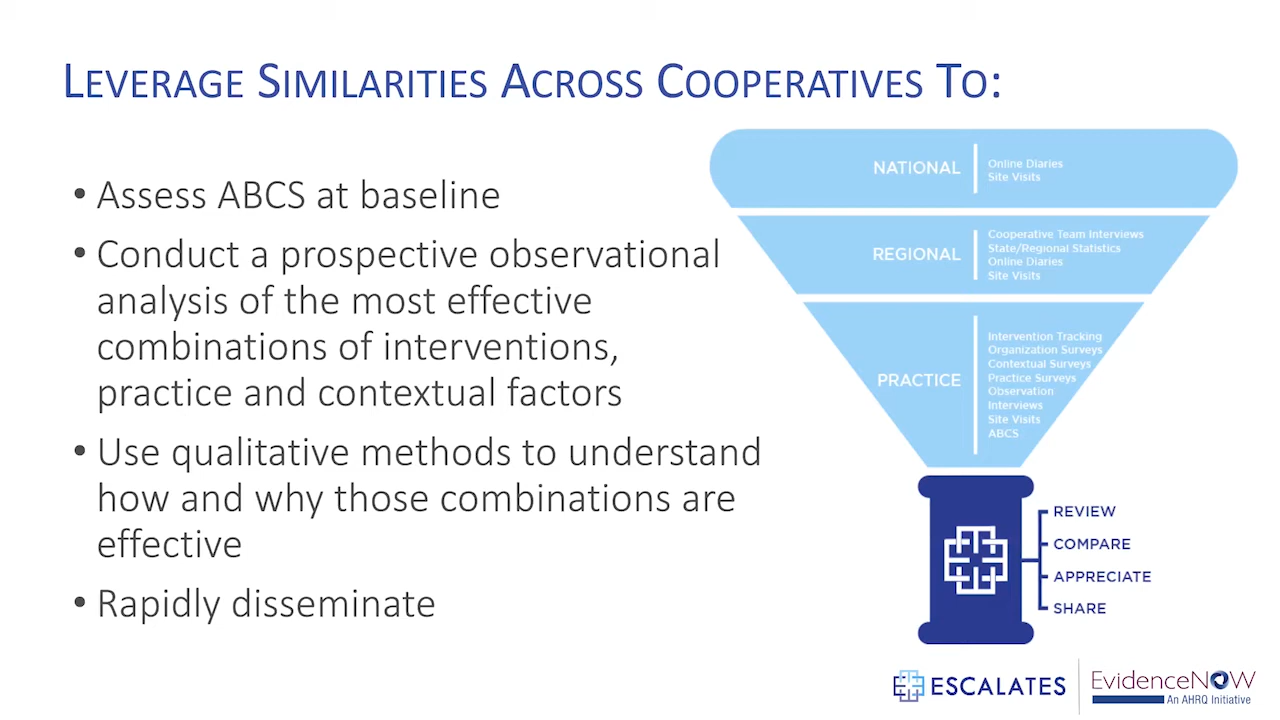 LEVERAGE SIMILARITIES ACROSS COOPERATIVES TO:
• Assess ABCS at baseline
• Conduct a prospective observational
analysis of the most effective
combinations of interventions,
practice and contextual factors
• Use qualitative methods to understand
how and why those combinations are
effective
• Rapidly disseminate
NATIONAL
Online Diaries
Site Visits
REGIONAL
Cooperative Team Interviews
State/Regional Statistics
Online Diaries
Site Visits
PRACTICE
Intervention Tracking
Organization Surveys
Contextual Surveys
Practice Surveys
Observation
Interviews
Site Visits
ABCS
REVIEW
COMPARE
APPRECIATE
SHARE
ESCALATES
EvidenceNOW
An AHRQ Initiative